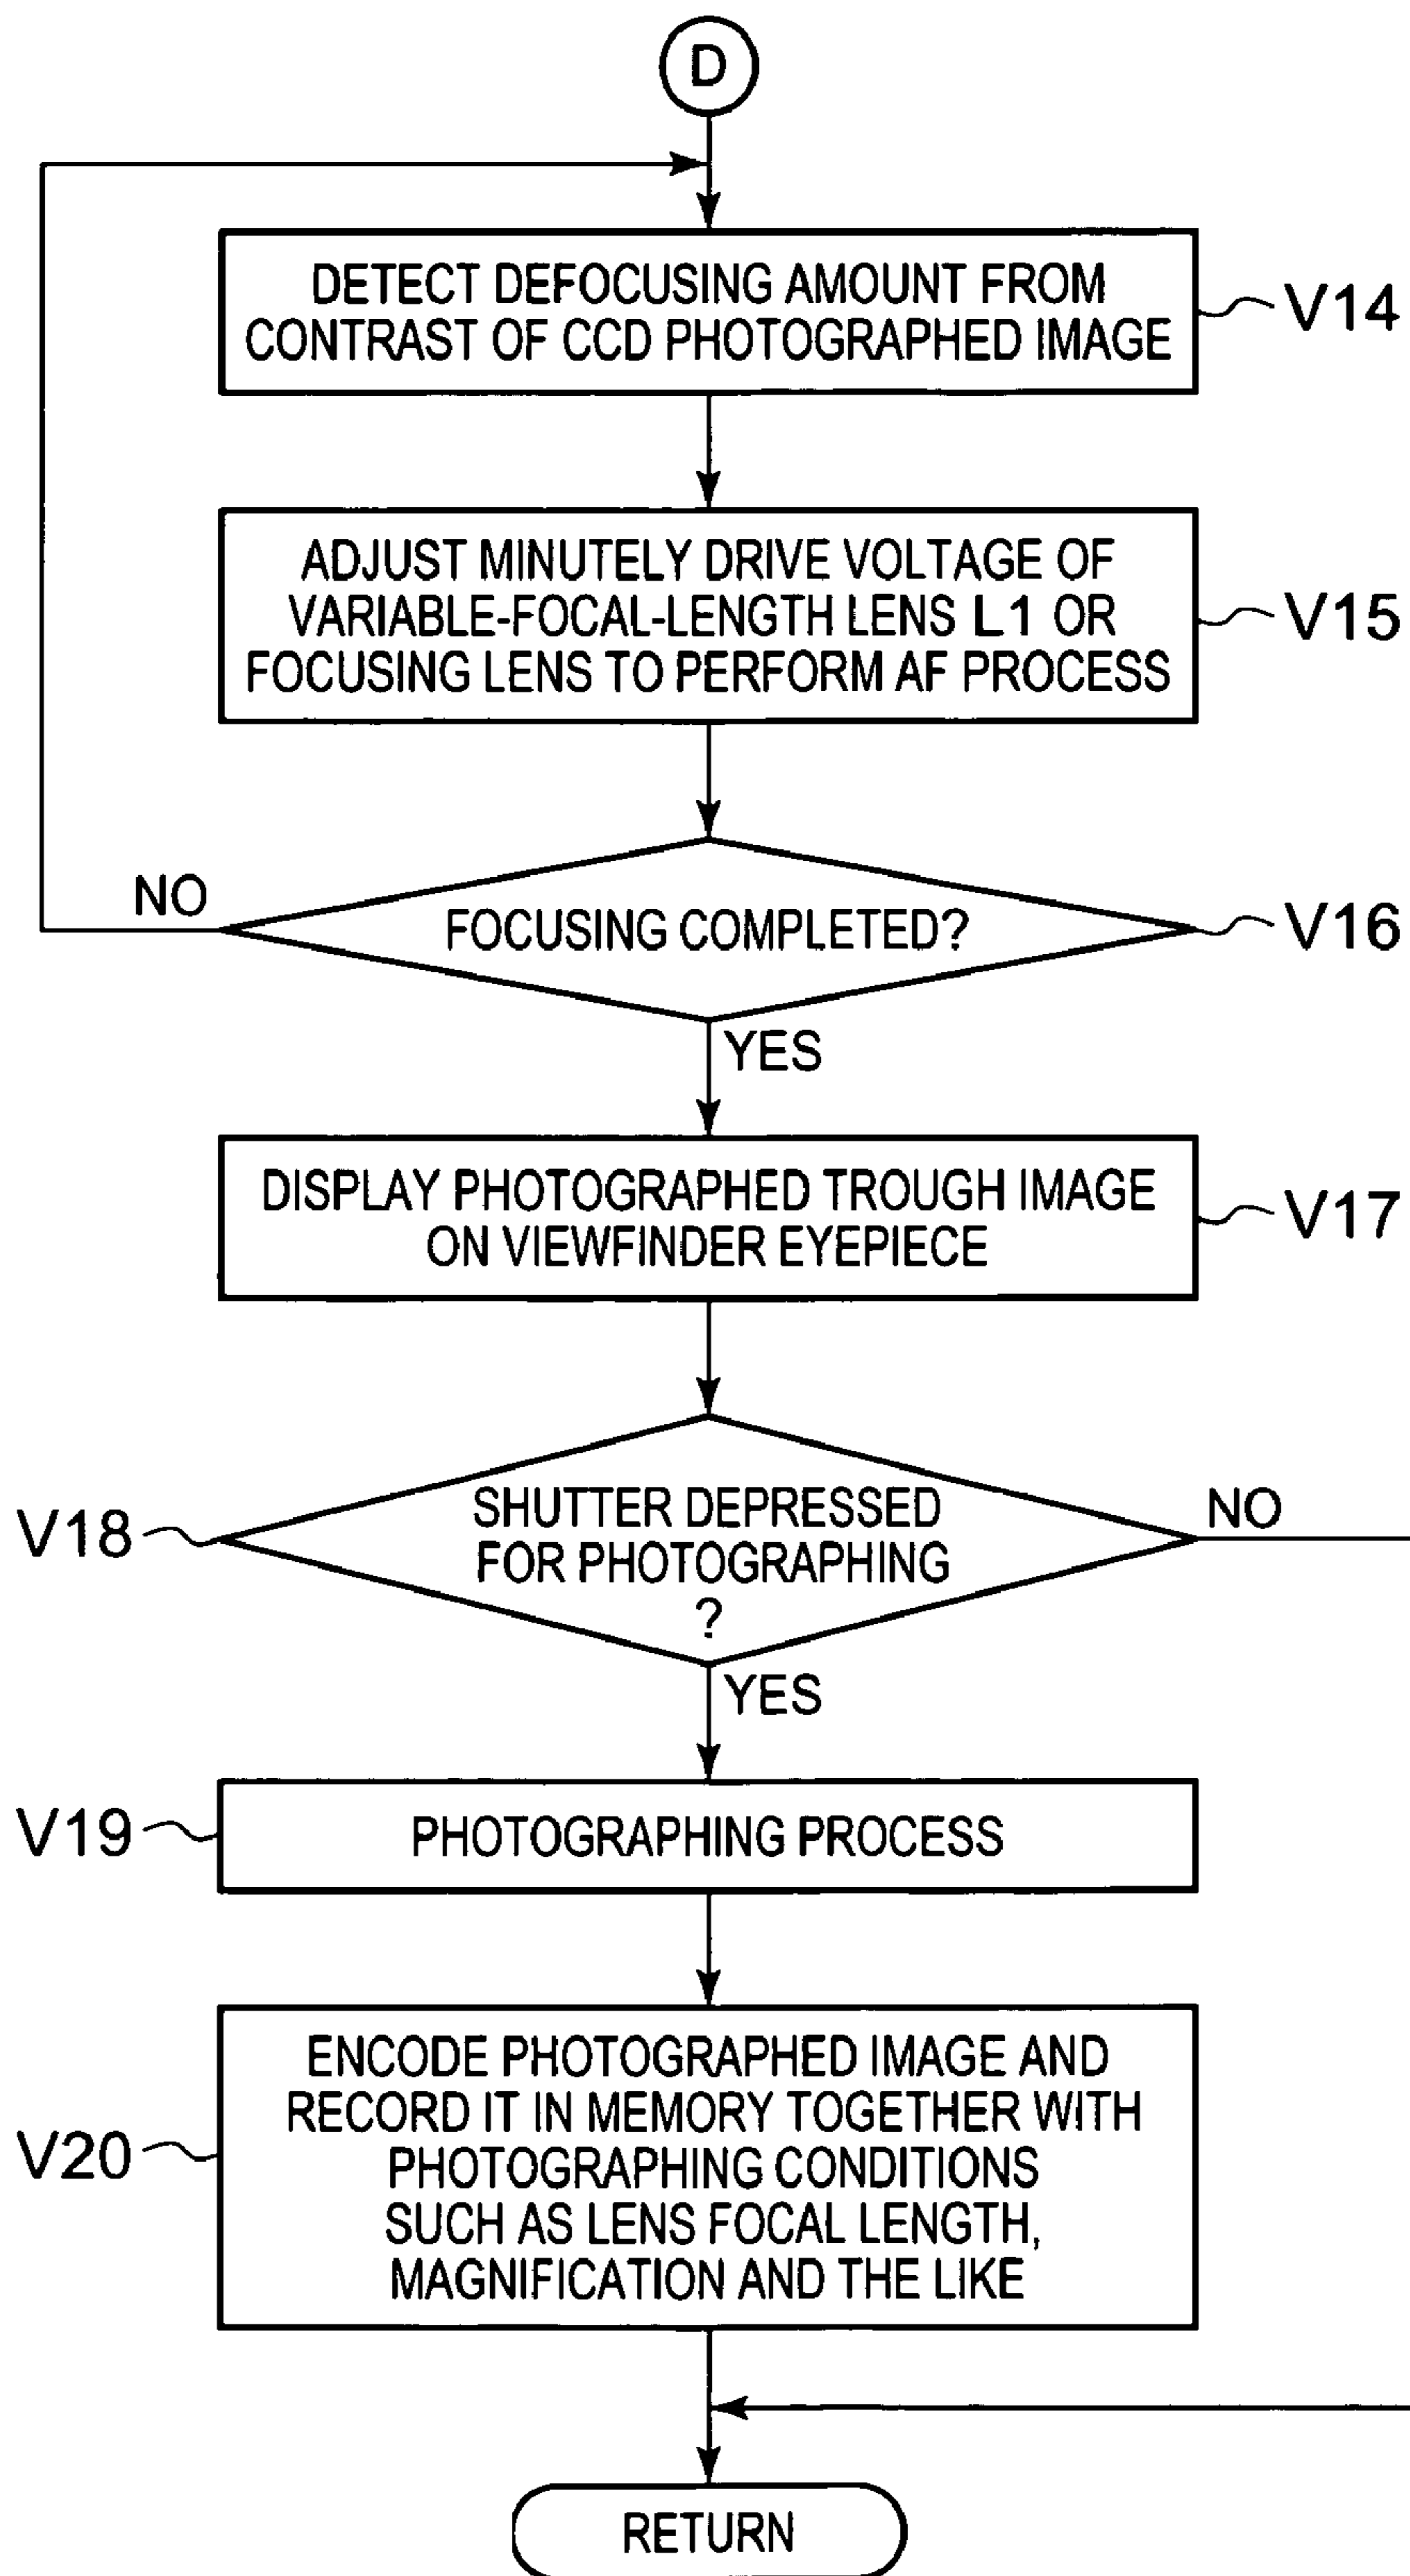 D
DETECT DEFOCUSING AMOUNT FROM
CONTRAST OF CCD PHOTOGRAPHED IMAGE
V14
ADJUST MINUTELY DRIVE VOLTAGE OF
VARIABLE-FOCAL-LENGTH LENS L1 OR
FOCUSING LENS TO PERFORM AF PROCESS
V15
NO
FOCUSING COMPLETED?
V16
YES
DISPLAY PHOTOGRAPHED TROUGH IMAGE
ON VIEWFINDER EYEPIECE
V17
V18
SHUTTER DEPRESSED
FOR PHOTOGRAPHING
?
NO
YES
V19
PHOTOGRAPHING PROCESS
V20
ENCODE PHOTOGRAPHED IMAGE AND
RECORD IT IN MEMORY TOGETHER WITH
PHOTOGRAPHING CONDITIONS
SUCH AS LENS FOCAL LENGTH,
MAGNIFICATION AND THE LIKE
RETURN